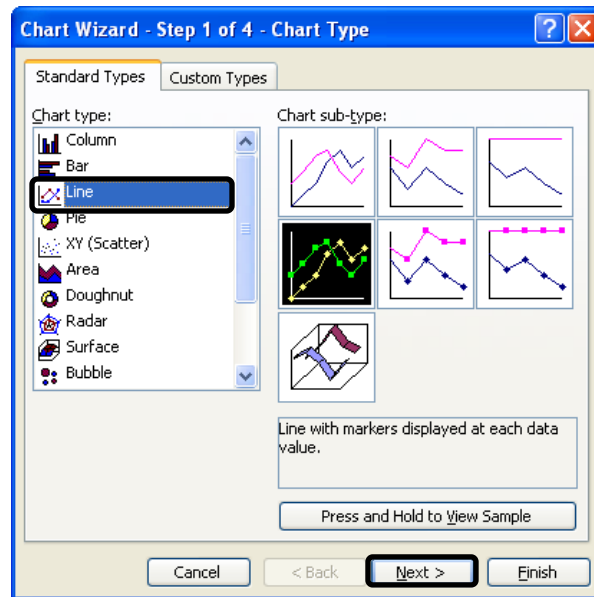 Chart Wizard - Step 1 of 4 - Chart Type
Standard Types
Custom Types
Chart type:
Column
Bar
Line
Pie
XY (Scatter)
Area
Doughnut
Radar
Surface
Bubble
Chart sub-type:
Line with markers displayed at each data
value.
Press and Hold to View Sample
Cancel
< Back
Next >
Finish